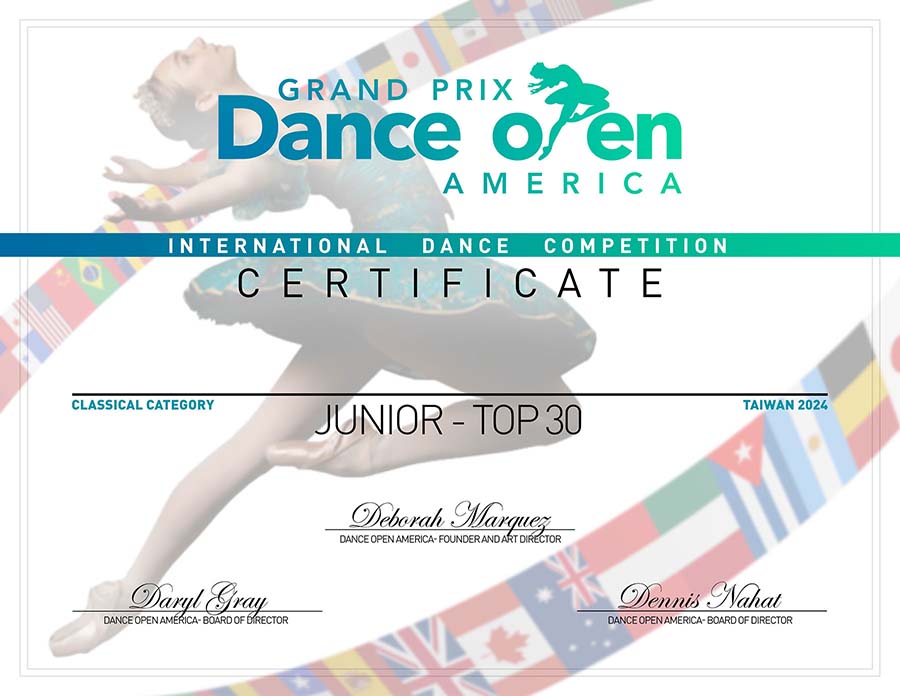 GRAND PRIX
Dance open
AMERICA
INTERNATIONAL DANCE COMPETITION
CERTIFICATE
CLASSICAL CATEGORY
TAIWAN 2024
JUNIOR - TOP 30
Deborah Marquez
DANCE OPEN AMERICA- FOUNDER AND ART DIRECTOR
Daryl Gray
DANCE OPEN AMERICA- BOARD OF DIRECTOR
Dennis Nahat
DANCE OPEN AMERICA- BOARD OF DIRECTOR